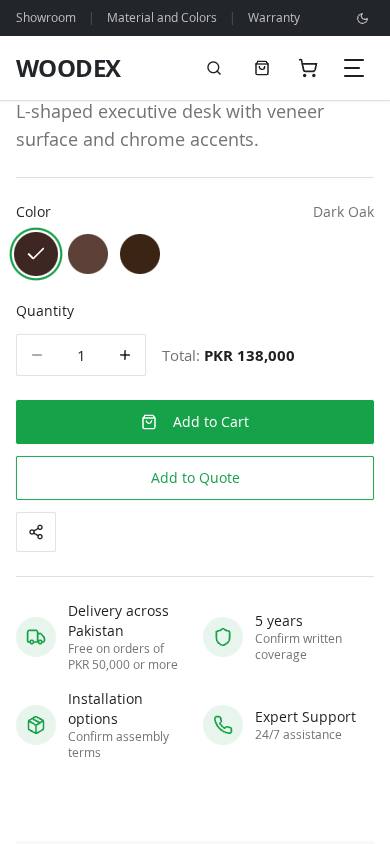 Showroom
Material and Colors
Warranty
WOODEX
L-shaped executive desk with veneer
surface and chrome accents.
Color
Dark Oak
Quantity
1
Total: PKR 138,000
Add to Cart
Add to Quote
Delivery across
Pakistan
Free on orders of
PKR 50,000 or more
5 years
Confirm written
coverage
Installation
options
Confirm assembly
terms
Expert Support
24/7 assistance